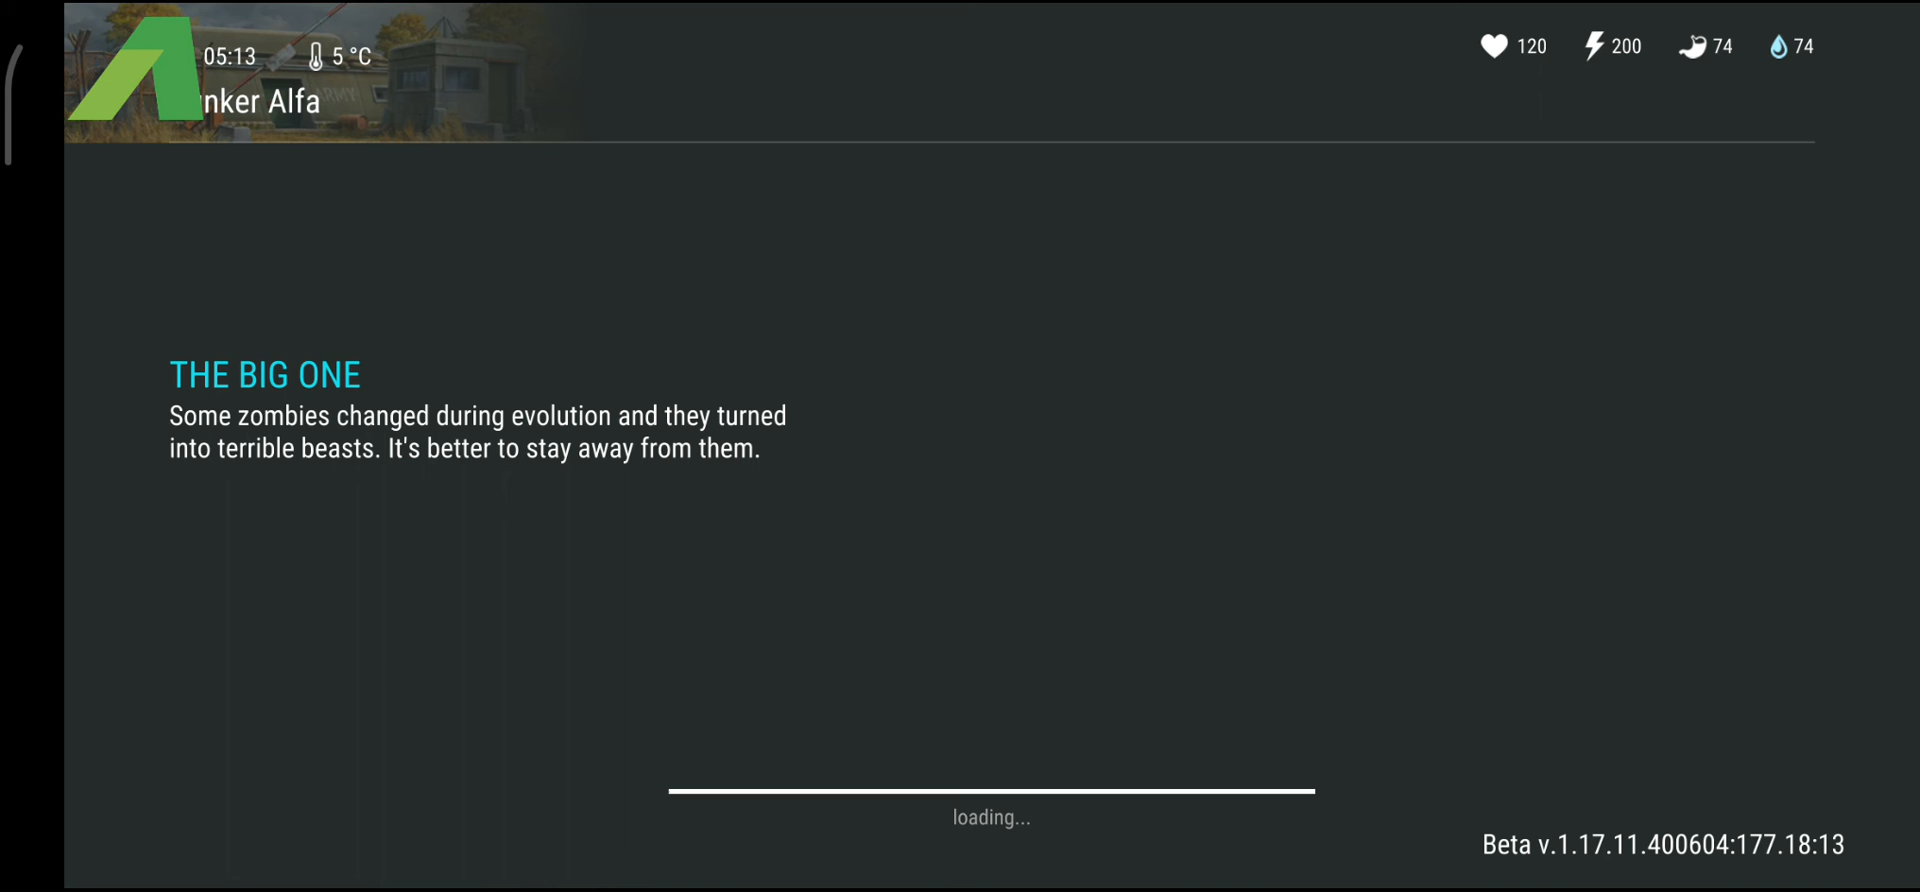 05:13 5 °C
nker Alfa
ARMY
120 200 74 74
THE BIG ONE
Some zombies changed during evolution and they turned
into terrible beasts. It's better to stay away from them.
loading...
Beta v.1.17.11.400604:177.18:13